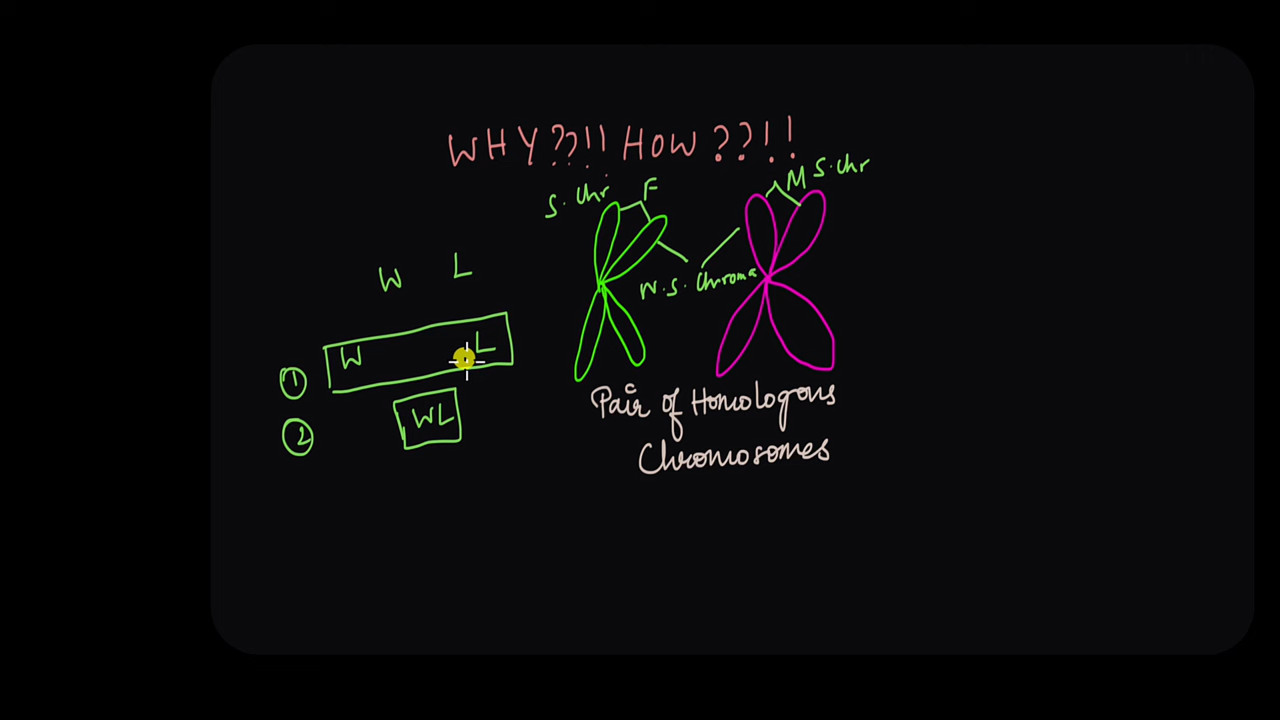 WHY??!! HOW ??!!
S. Chr F
M S. Chr
W L
N. S. Chroma
W L
①
WL
②
Pair of Homologous
Chromosomes